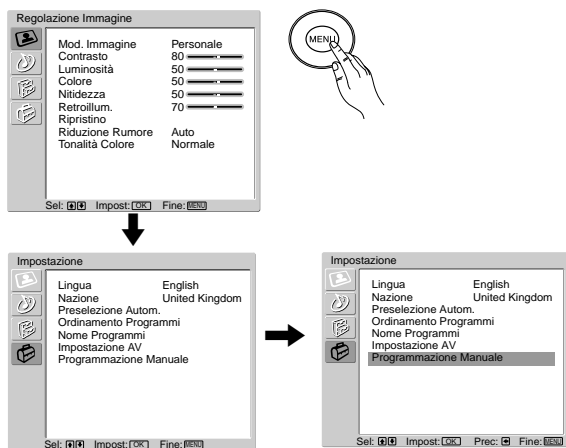 Regolazione Immagine
Mod. Immagine Personale
Contrasto 80
Luminosità 50
Colore 50
Nitidezza 50
Retroillum. 70
Ripristino
Riduzione Rumore Auto
Tonalità Colore Normale
Sel: Impost: OK Fine: MENU
MENU
Impostazione
Lingua English
Nazione United Kingdom
Preselezione Autom.
Ordinamento Programmi
Nome Programmi
Impostazione AV
Programmazione Manuale
Sel: Impost: OK Fine: MENU
Impostazione
Lingua English
Nazione United Kingdom
Preselezione Autom.
Ordinamento Programmi
Nome Programmi
Impostazione AV
Programmazione Manuale
Sel: Impost: OK Prec: Fine: MENU